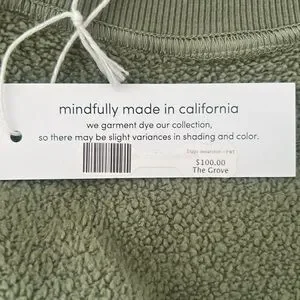 mindfully made in california
we garment dye our collection,
so there may be slight variances in shading and color.
$100.00
The Grove